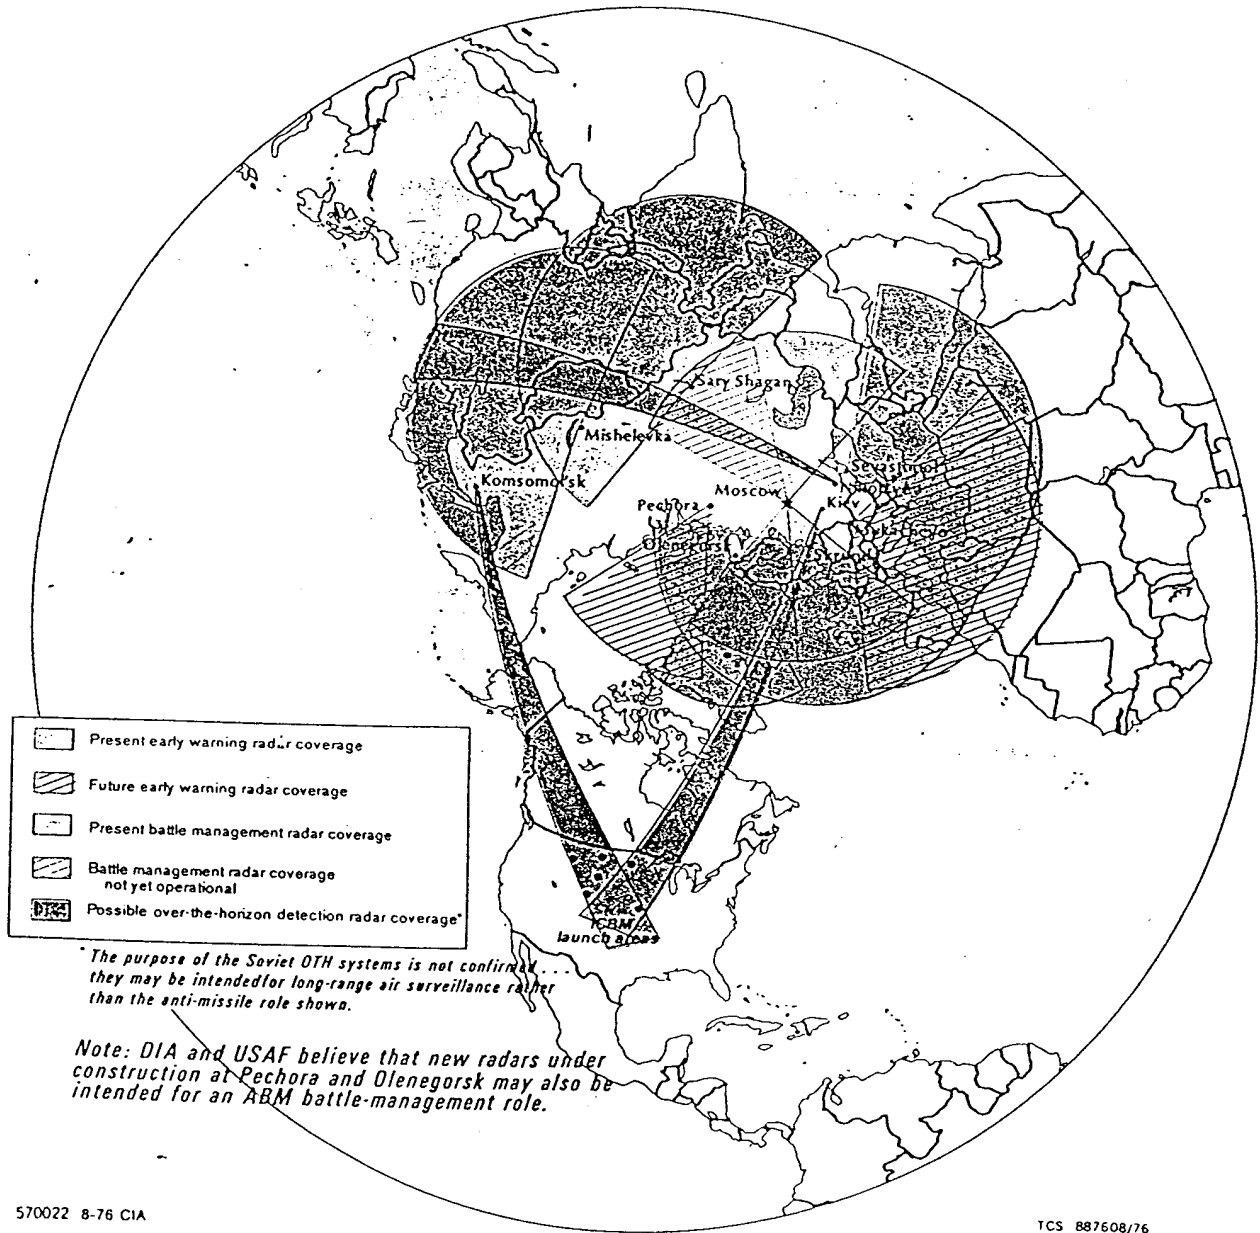 Sary Shagan
Mishelevka
Sevastopol
Komsomol'sk
Moscow
Kiev
Pechora
Olenegorsk
Skrunda
Present early warning radar coverage
Future early warning radar coverage
Present battle management radar coverage
Battle management radar coverage
not yet operational
Possible over-the-horizon detection radar coverage*
ICBM
launch areas
* The purpose of the Soviet OTH systems is not confirmed . . . .
they may be intended for long-range air surveillance rather
than the anti-missile role shown.
Note: DIA and USAF believe that new radars under
construction at Pechora and Olenegorsk may also be
intended for an ABM battle-management role.
570022 8-76 CIA
TCS 887608/76